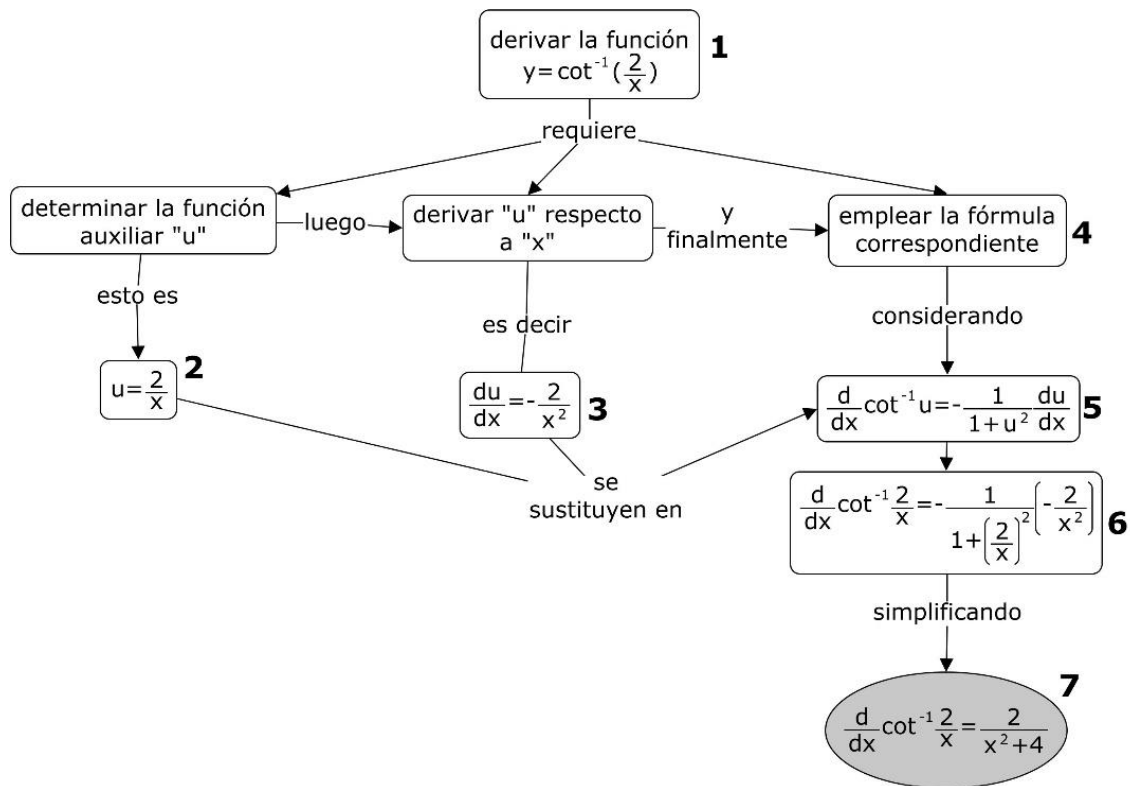 derivar la función
y=cot⁻¹(2/x)
1
requiere
determinar la función
auxiliar "u"
luego
derivar "u" respecto
a "x"
y
finalmente
emplear la fórmula
correspondiente
4
esto es
es decir
considerando
u=2/x
2
du/dx=-2/x²
3
d/dx cot⁻¹u=-1/(1+u²) du/dx
5
se
sustituyen en
d/dx cot⁻¹ 2/x=-1/(1+(2/x)²)(-2/x²)
6
simplificando
7
d/dx cot⁻¹ 2/x=2/(x²+4)